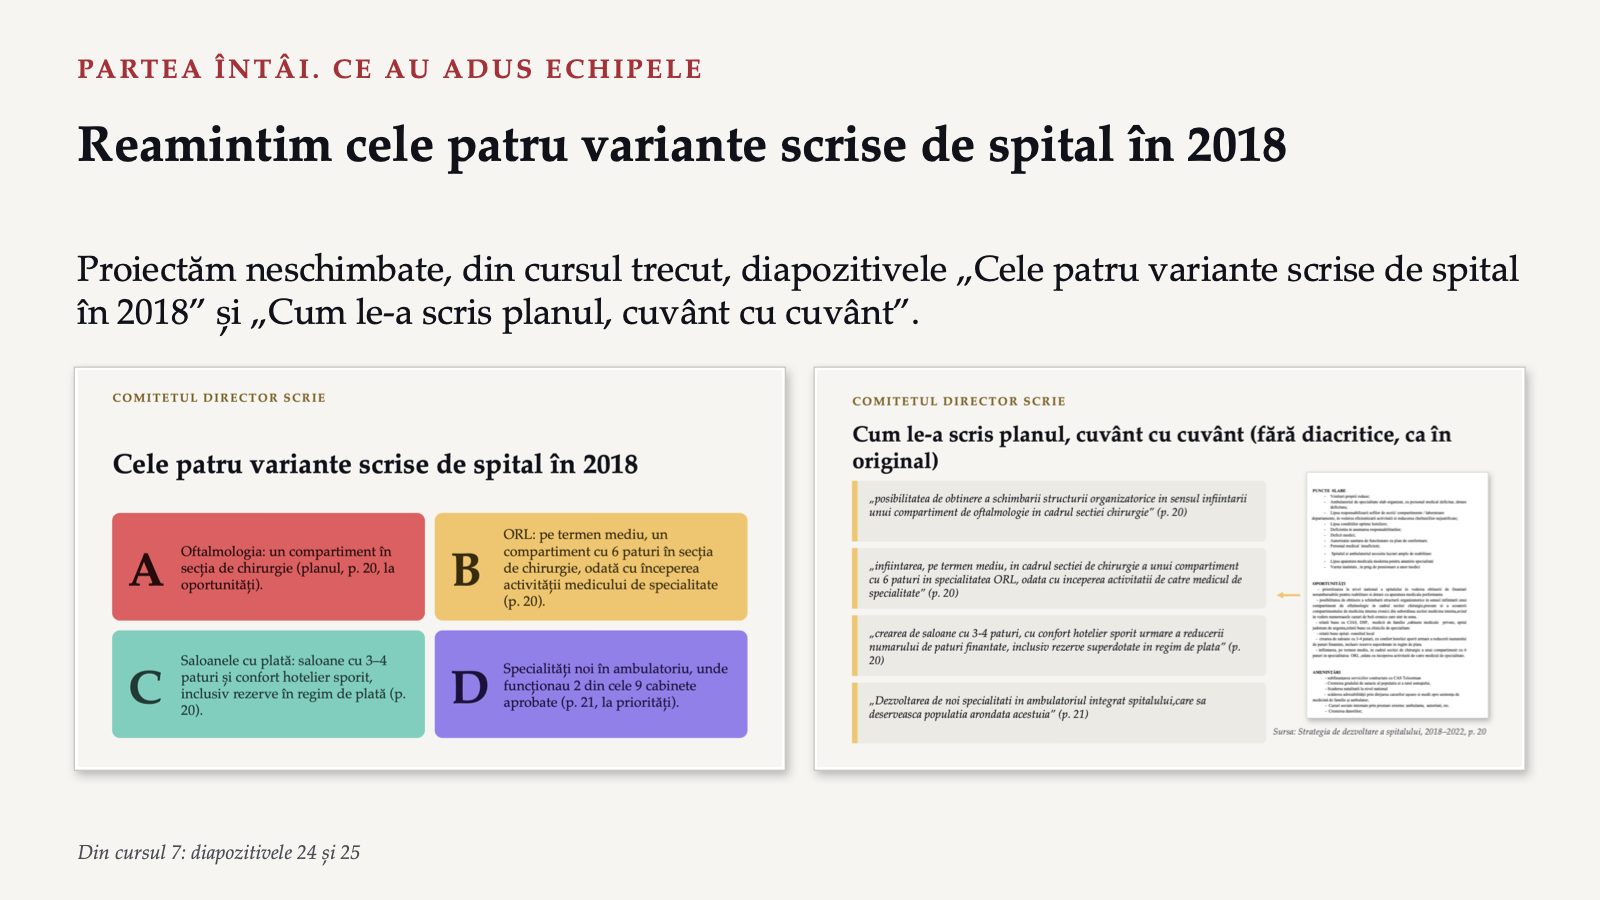 PARTEA ÎNTÂI. CE AU ADUS ECHIPELE
Reamintim cele patru variante scrise de spital în 2018
Proiectăm neschimbate, din cursul trecut, diapozitivele „Cele patru variante scrise de spital
în 2018” și „Cum le-a scris planul, cuvânt cu cuvânt”.
COMITETUL DIRECTOR SCRIE
Cele patru variante scrise de spital în 2018
A
Oftalmologia: un compartiment în
secția de chirurgie (planul, p. 20, la
oportunități).
B
ORL: pe termen mediu, un
compartiment cu 6 paturi în secția
de chirurgie, odată cu începerea
activității medicului de specialitate
(p. 20).
C
Saloanele cu plată: saloane cu 3–4
paturi și confort hotelier sporit,
inclusiv rezerve în regim de plată (p.
20).
D
Specialități noi în ambulatoriu, unde
funcționau 2 din cele 9 cabinete
aprobate (p. 21, la priorități).
COMITETUL DIRECTOR SCRIE
Cum le-a scris planul, cuvânt cu cuvânt (fără diacritice, ca în
original)
„posibilitatea de obtinere a schimbarii structurii organizatorice in sensul infiintarii
unui compartiment de oftalmologie in cadrul sectiei chirurgie” (p. 20)
„infiintarea, pe termen mediu, in cadrul sectiei de chirurgie a unui compartiment
cu 6 paturi in specialitatea ORL, odata cu inceperea activitatii de catre medicul de
specialitate” (p. 20)
„crearea de saloane cu 3-4 paturi, cu confort hotelier sporit urmare a reducerii
numarului de paturi finantate, inclusiv rezerve superdotate in regim de plata” (p.
20)
„Dezvoltarea de noi specialitati in ambulatoriul integrat spitalului,care sa
deserveasca populatia arondata acestuia” (p. 21)
PUNCTE SLABE
OPORTUNITĂȚI
AMENINȚĂRI
Sursa: Strategia de dezvoltare a spitalului, 2018–2022, p. 20
Din cursul 7: diapozitivele 24 și 25